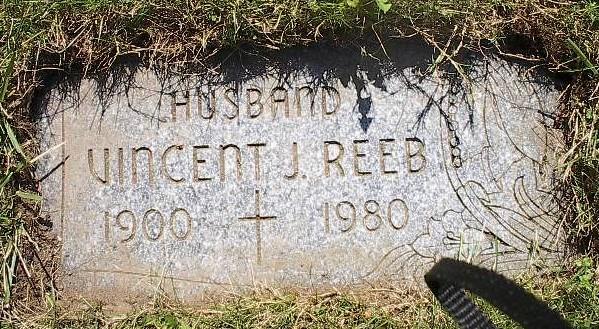 HUSBAND
VINCENT J. REEB
1900 1980